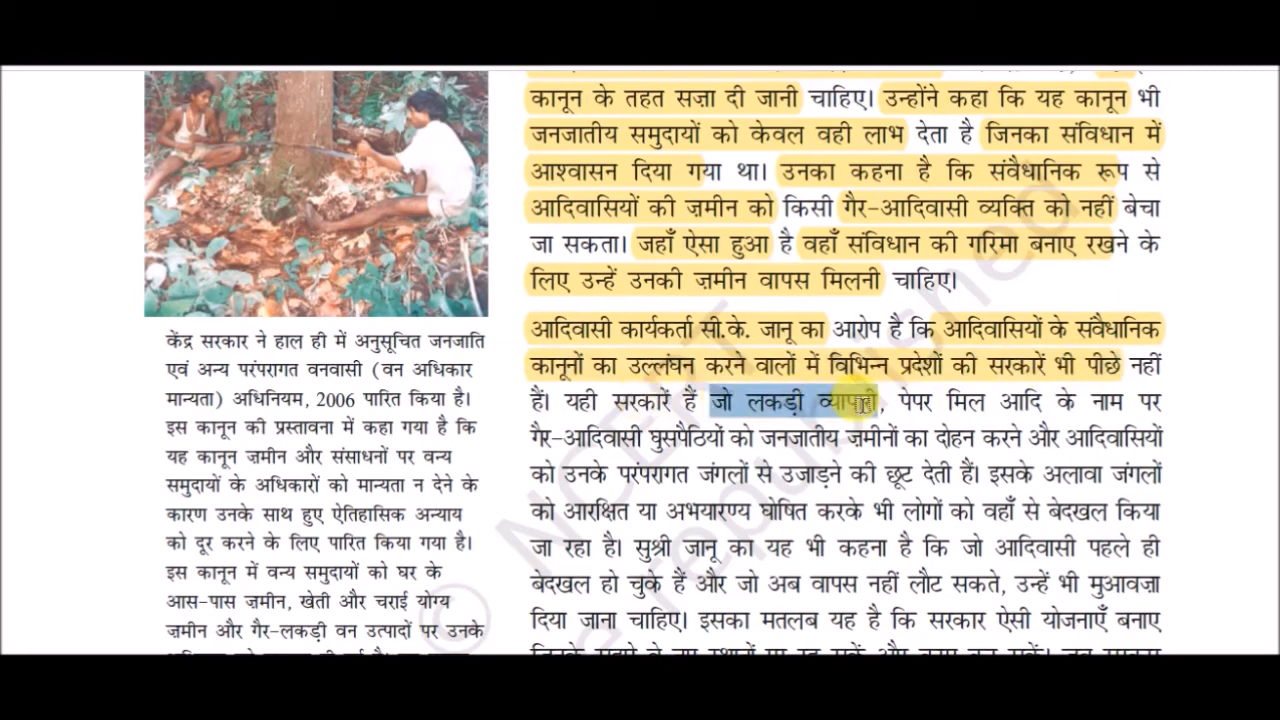 कानून के तहत सज़ा दी जानी चाहिए। उन्होंने कहा कि यह कानून भी
जनजातीय समुदायों को केवल वही लाभ देता है जिनका संविधान में
आश्वासन दिया गया था। उनका कहना है कि संवैधानिक रूप से
आदिवासियों की ज़मीन को किसी गैर-आदिवासी व्यक्ति को नहीं बेचा
जा सकता। जहाँ ऐसा हुआ है वहाँ संविधान की गरिमा बनाए रखने के
लिए उन्हें उनकी ज़मीन वापस मिलनी चाहिए।
आदिवासी कार्यकर्ता सी.के. जानू का आरोप है कि आदिवासियों के संवैधानिक
कानूनों का उल्लंघन करने वालों में विभिन्न प्रदेशों की सरकारें भी पीछे नहीं
हैं। यही सरकारें हैं जो लकड़ी व्यापारी, पेपर मिल आदि के नाम पर
गैर-आदिवासी घुसपैठियों को जनजातीय ज़मीनों का दोहन करने और आदिवासियों
को उनके परंपरागत जंगलों से उजाड़ने की छूट देती हैं। इसके अलावा जंगलों
को आरक्षित या अभयारण्य घोषित करके भी लोगों को वहाँ से बेदखल किया
जा रहा है। सुश्री जानू का यह भी कहना है कि जो आदिवासी पहले ही
बेदखल हो चुके हैं और जो अब वापस नहीं लौट सकते, उन्हें भी मुआवज़ा
दिया जाना चाहिए। इसका मतलब यह है कि सरकार ऐसी योजनाएँ बनाए
केंद्र सरकार ने हाल ही में अनुसूचित जनजाति
एवं अन्य परंपरागत वनवासी (वन अधिकार
मान्यता) अधिनियम, 2006 पारित किया है।
इस कानून की प्रस्तावना में कहा गया है कि
यह कानून ज़मीन और संसाधनों पर वन्य
समुदायों के अधिकारों को मान्यता न देने के
कारण उनके साथ हुए ऐतिहासिक अन्याय
को दूर करने के लिए पारित किया गया है।
इस कानून में वन्य समुदायों को घर के
आस-पास ज़मीन, खेती और चराई योग्य
ज़मीन और गैर-लकड़ी वन उत्पादों पर उनके
© NCERT
republished